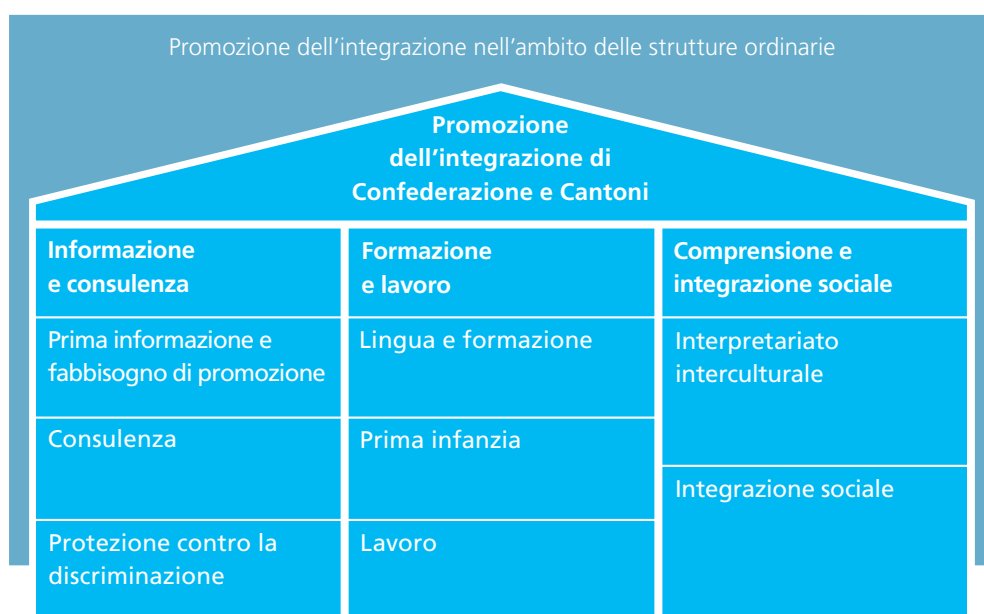 Promozione dell'integrazione nell'ambito delle strutture ordinarie
Promozione
dell'integrazione di
Confederazione e Cantoni
Informazione
e consulenza
Prima informazione e
fabbisogno di promozione
Consulenza
Protezione contro la
discriminazione
Formazione
e lavoro
Lingua e formazione
Prima infanzia
Lavoro
Comprensione e
integrazione sociale
Interpretariato
interculturale
Integrazione sociale